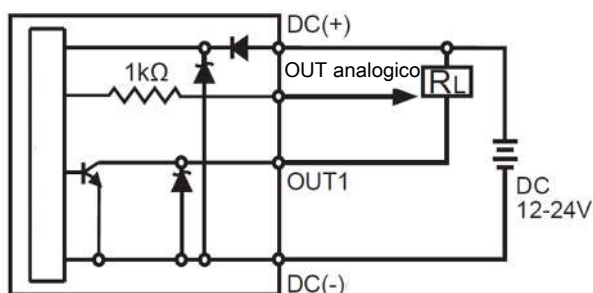 DC(+)
1kΩ
OUT analogico
RL
OUT1
DC
12-24V
DC(-)